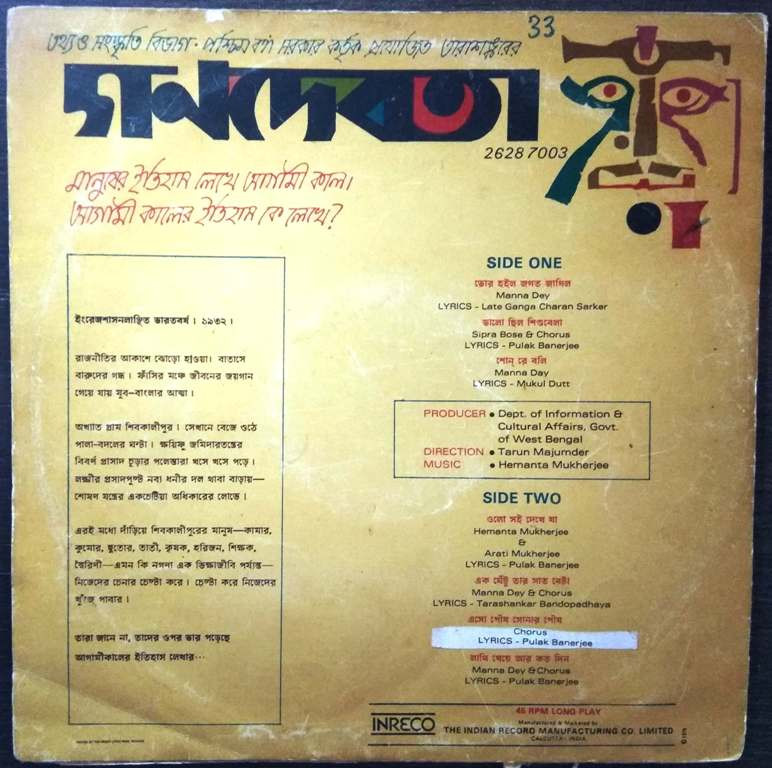 33
তথ্য ও সংস্কৃতি বিভাগ · পশ্চিমবঙ্গ সরকার কর্তৃক প্রযোজিত তারাশঙ্করের
গনদেবতা
2628 7003
মানুষের ইতিহাস লেখে আগামী কাল।
আগামী কালের ইতিহাস কে লেখে?
ইংরেজশাসনলাঞ্ছিত ভারতবর্ষ । ১৯৩২ ।
রাজনীতির আকাশে ঝোড়ো হাওয়া। বাতাসে
বারুদের গন্ধ । ফাঁসির মঞ্চে জীবনের জয়গান
গেয়ে যায় যুব-বাংলার আত্মা ।
অখ্যাত গ্রাম শিবকালীপুর । সেখানে বেজে ওঠে
পালা-বদলের ঘন্টা । ক্ষয়িষ্ণু জমিদারতন্ত্রের
বিবর্ণ প্রাসাদ চূড়ার পলেস্তারা খসে খসে পড়ে ।
লক্ষ্মীর প্রসাদপুষ্ট নব্য ধনীর দল থাবা বাড়ায়—
শোষণ যন্ত্রের একচেটিয়া অধিকারের লোভে ।
এরই মধ্যে দাঁড়িয়ে শিবকালীপুরের মানুষ—কামার,
কুমোর, ছুতোর, তাতী, কৃষক, হরিজন, শিক্ষক,
স্বৈরিণী—এমন কি নগণ্য এক ভিক্ষাজীবি পর্যন্ত—
নিজেদের চেনার চেষ্টা করে । চেষ্টা করে নিজেদের
খুঁজে পাবার ।
তারা জানে না, তাদের ওপর ভার পড়েছে
আগামীকালের ইতিহাস লেখার···
SIDE ONE
ভোর হইল জগত জাগিল
Manna Dey
LYRICS - Late Ganga Charan Sarkar
ভালো ছিল শিশুবেলা
Sipra Bose & Chorus
LYRICS - Pulak Banerjee
শোন্ রে বলি
Manna Day
LYRICS - Mukul Dutt
PRODUCER • Dept. of Information &
Cultural Affairs, Govt.
of West Bengal
DIRECTION • Tarun Majumder
MUSIC • Hemanta Mukherjee
SIDE TWO
ওলো সই দেখে যা
Hemanta Mukherjee
&
Arati Mukherjee
LYRICS - Pulak Banerjee
এক ঘেঁটু তার সাত বেটা
Manna Dey & Chorus
LYRICS - Tarashankar Bandopadhaya
এসো পৌষ সোনার পৌষ
Chorus
LYRICS - Pulak Banerjee
লাথি খেয়ে আর কত দিন
Manna Dey & Chorus
LYRICS - Pulak Banerjee
INRECO
45 RPM LONG PLAY
Manufactured & Marketed by
THE INDIAN RECORD MANUFACTURING CO. LIMITED
CALCUTTA - INDIA